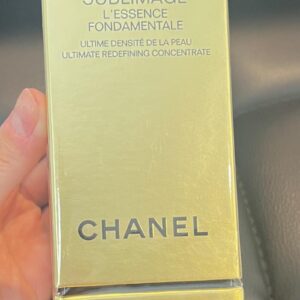 SUBLIMAGE
L'ESSENCE
FONDAMENTALE
ULTIME DENSITÉ DE LA PEAU
ULTIMATE REDEFINING CONCENTRATE
CHANEL